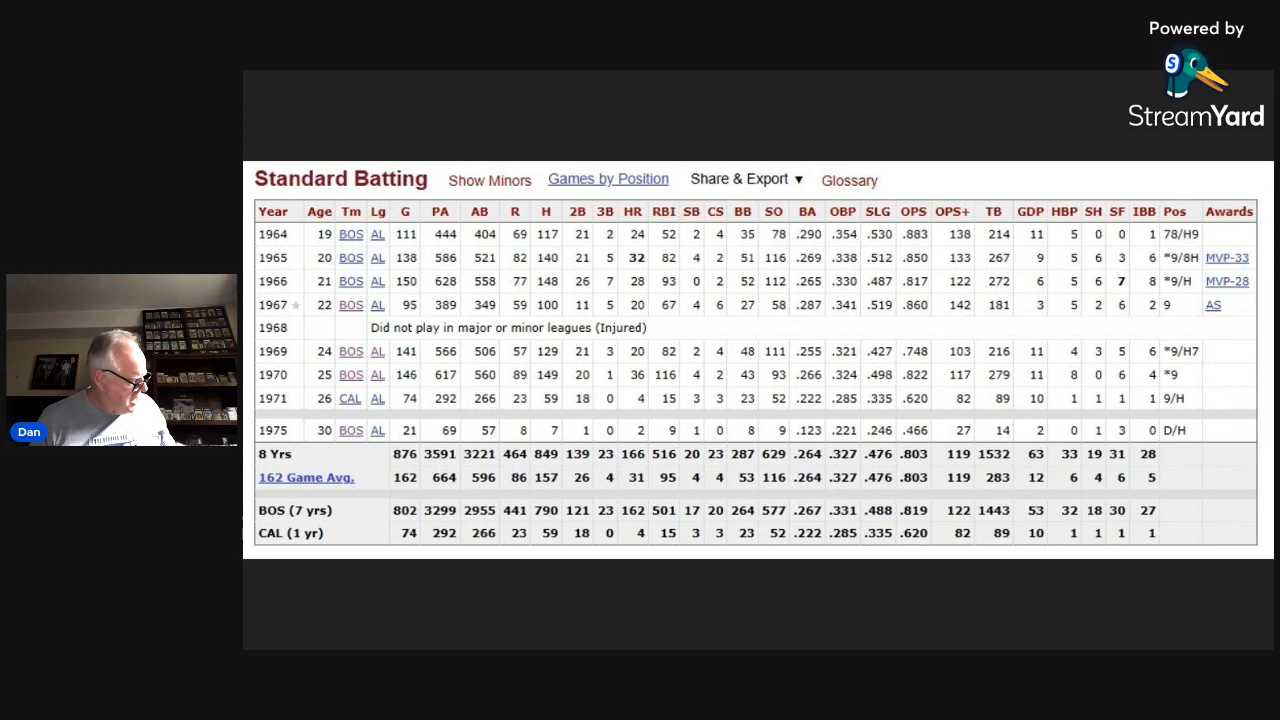 Powered by
StreamYard
Standard Batting Show Minors Games by Position Share & Export ▼ Glossary
Year Age Tm Lg G PA AB R H 2B 3B HR RBI SB CS BB SO BA OBP SLG OPS OPS+ TB GDP HBP SH SF IBB Pos Awards
1964 19 BOS AL 111 444 404 69 117 21 2 24 52 2 4 35 78 .290 .354 .530 .883 138 214 11 5 0 0 1 78/H9
1965 20 BOS AL 138 586 521 82 140 21 5 32 82 4 2 51 116 .269 .338 .512 .850 133 267 9 5 6 3 6 *9/8H MVP-33
1966 21 BOS AL 150 628 558 77 148 26 7 28 93 0 2 52 112 .265 .330 .487 .817 122 272 6 5 6 7 8 *9/H MVP-28
1967 ★ 22 BOS AL 95 389 349 59 100 11 5 20 67 4 6 27 58 .287 .341 .519 .860 142 181 3 5 2 6 2 9 AS
1968 Did not play in major or minor leagues (Injured)
1969 24 BOS AL 141 566 506 57 129 21 3 20 82 2 4 48 111 .255 .321 .427 .748 103 216 11 4 3 5 6 *9/H7
1970 25 BOS AL 146 617 560 89 149 20 1 36 116 4 2 43 93 .266 .324 .498 .822 117 279 11 8 0 6 4 *9
1971 26 CAL AL 74 292 266 23 59 18 0 4 15 3 3 23 52 .222 .285 .335 .620 82 89 10 1 1 1 1 9/H
1975 30 BOS AL 21 69 57 8 7 1 0 2 9 1 0 8 9 .123 .221 .246 .466 27 14 2 0 1 3 0 D/H
8 Yrs 876 3591 3221 464 849 139 23 166 516 20 23 287 629 .264 .327 .476 .803 119 1532 63 33 19 31 28
162 Game Avg. 162 664 596 86 157 26 4 31 95 4 4 53 116 .264 .327 .476 .803 119 283 12 6 4 6 5
BOS (7 yrs) 802 3299 2955 441 790 121 23 162 501 17 20 264 577 .267 .331 .488 .819 122 1443 53 32 18 30 27
CAL (1 yr) 74 292 266 23 59 18 0 4 15 3 3 23 52 .222 .285 .335 .620 82 89 10 1 1 1 1
Dan